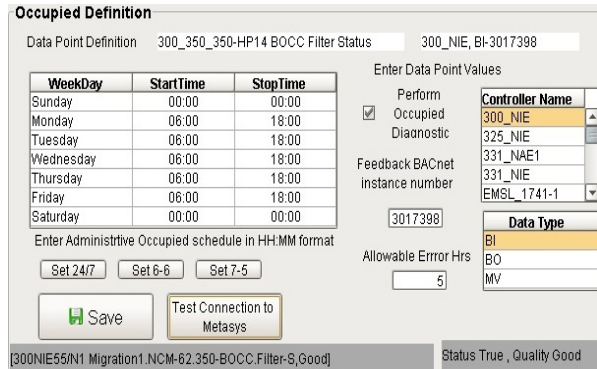 Occupied Definition
Data Point Definition 300_350_350-HP14 BOCC Filter Status 300_NIE, BI-3017398
Enter Data Point Values
WeekDay StartTime StopTime
Sunday 00:00 00:00
Monday 06:00 18:00
Tuesday 06:00 18:00
Wednesday 06:00 18:00
Thursday 06:00 18:00
Friday 06:00 18:00
Saturday 00:00 00:00
Enter Administrtive Occupied schedule in HH:MM format
Set 24/7 Set 6-6 Set 7-5
Save
Test Connection to
Metasys
Perform
Occupied
Diagnostic
Feedback BACnet
instance number
3017398
Allowable Errror Hrs
5
Controller Name
300_NIE
325_NIE
331_NAE1
331_NIE
EMSL_1741-1
Data Type
BI
BO
MV
[300NIE55/N1 Migration1.NCM-62.350-BOCC.Filter-S,Good]
Status True , Quality Good